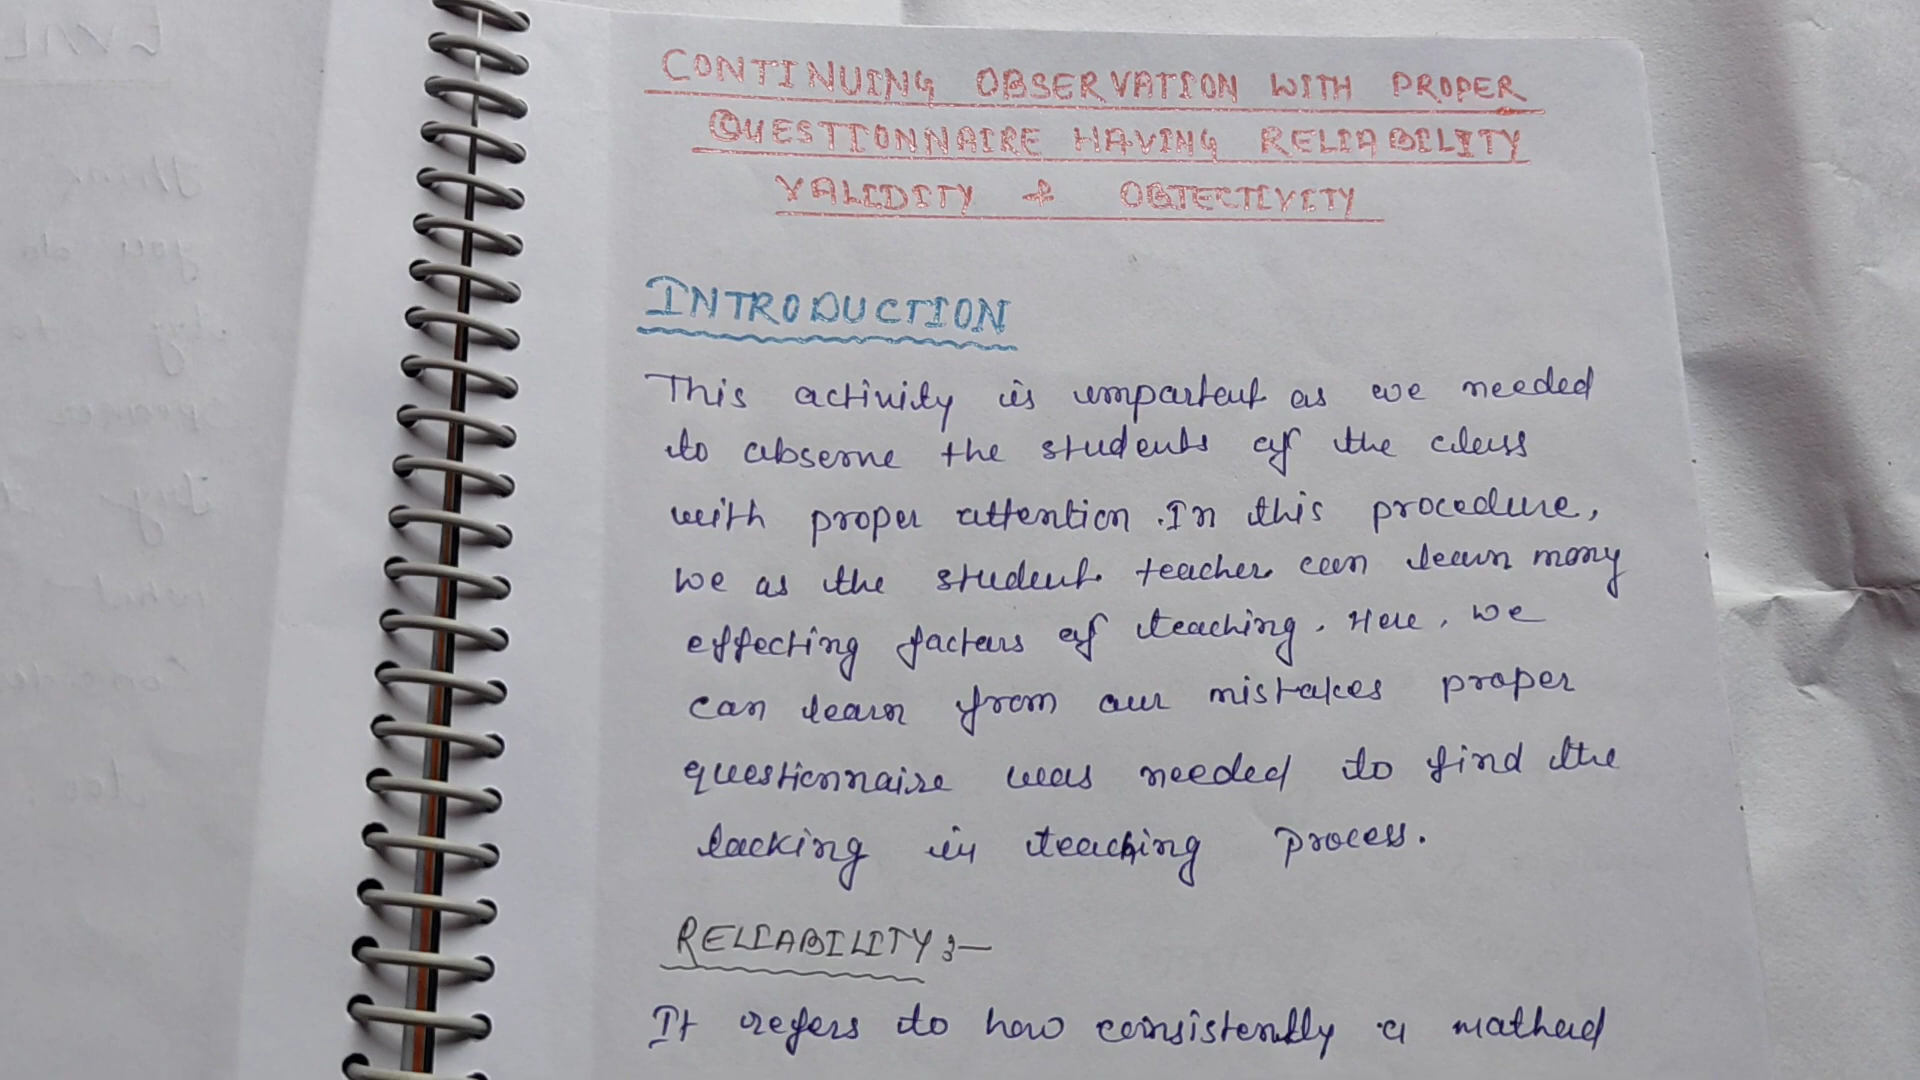 CONTINUING OBSERVATION WITH PROPER
QUESTIONNAIRE HAVING RELIABILITY
VALIDITY & OBJECTIVITY
INTRODUCTION
This activity is important as we needed
to observe the students of the class
with proper attention. In this procedure,
we as the student teacher can learn many
effecting factors of teaching. Here, we
can learn from our mistakes proper
questionnaire was needed to find the
lacking in teaching process.
RELIABILITY :-
It refers to how consistently a mathod